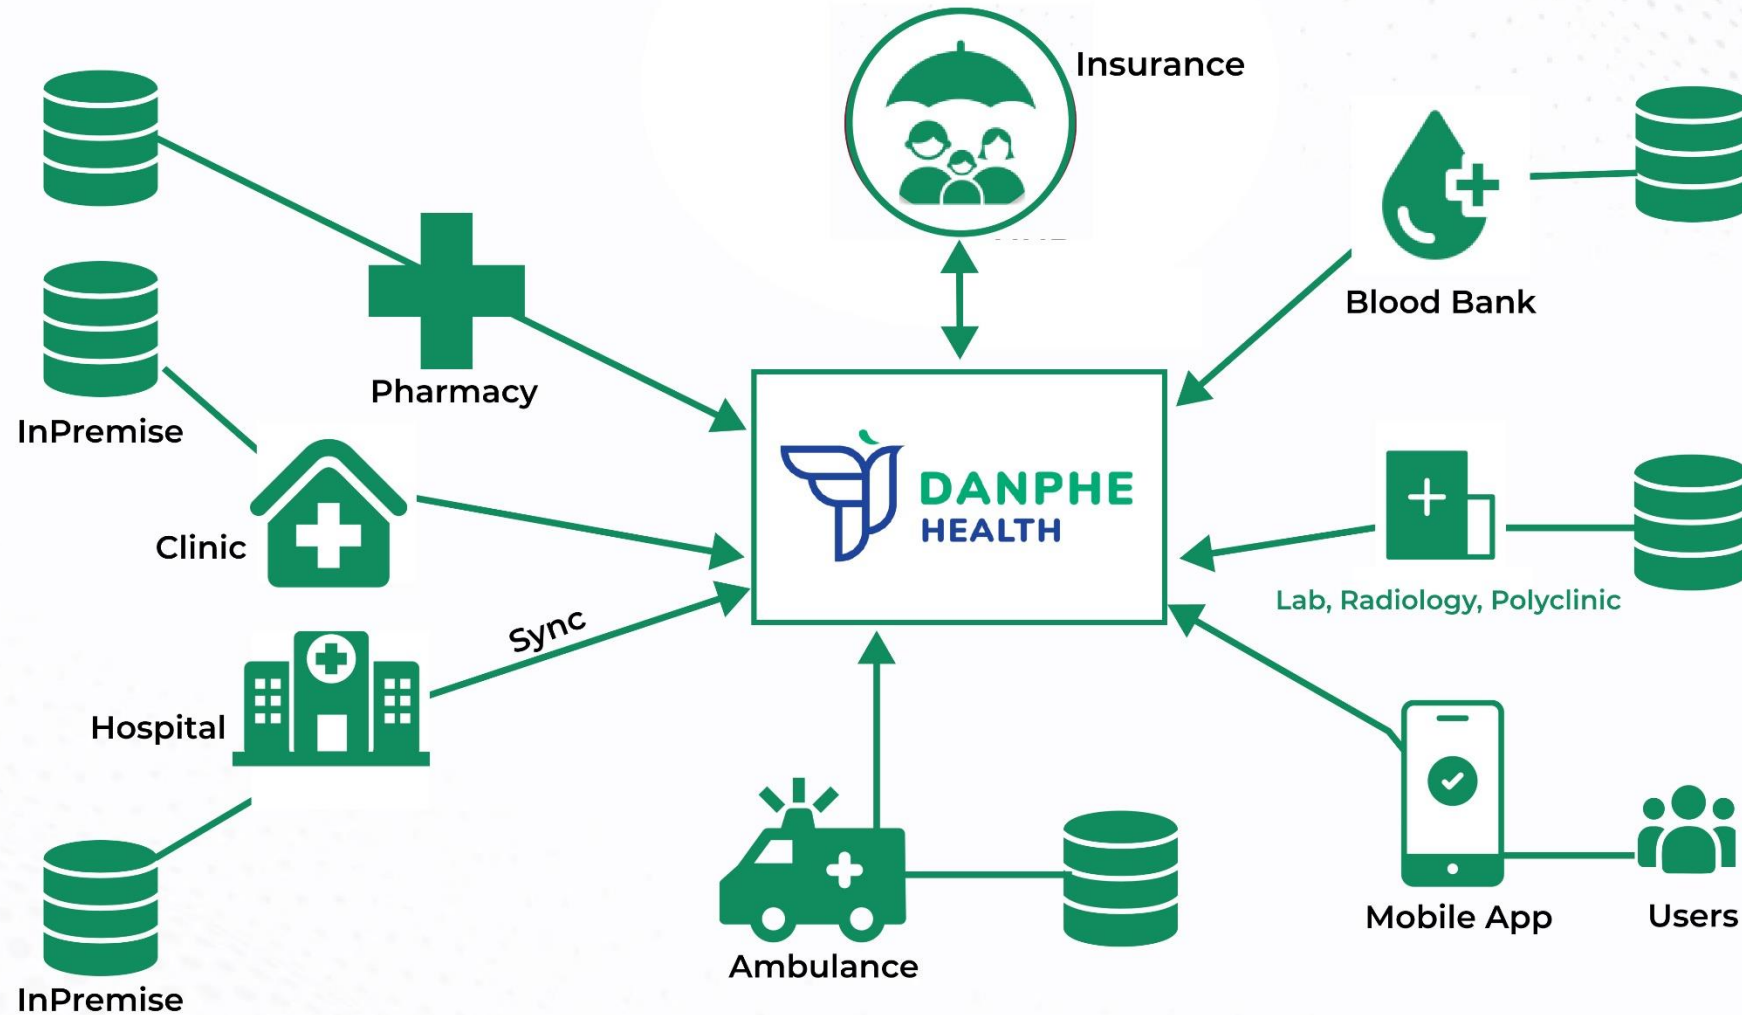 Insurance
Blood Bank
Pharmacy
InPremise
DANPHE
HEALTH
Clinic
Lab, Radiology, Polyclinic
Sync
Hospital
Mobile App
Users
Ambulance
InPremise